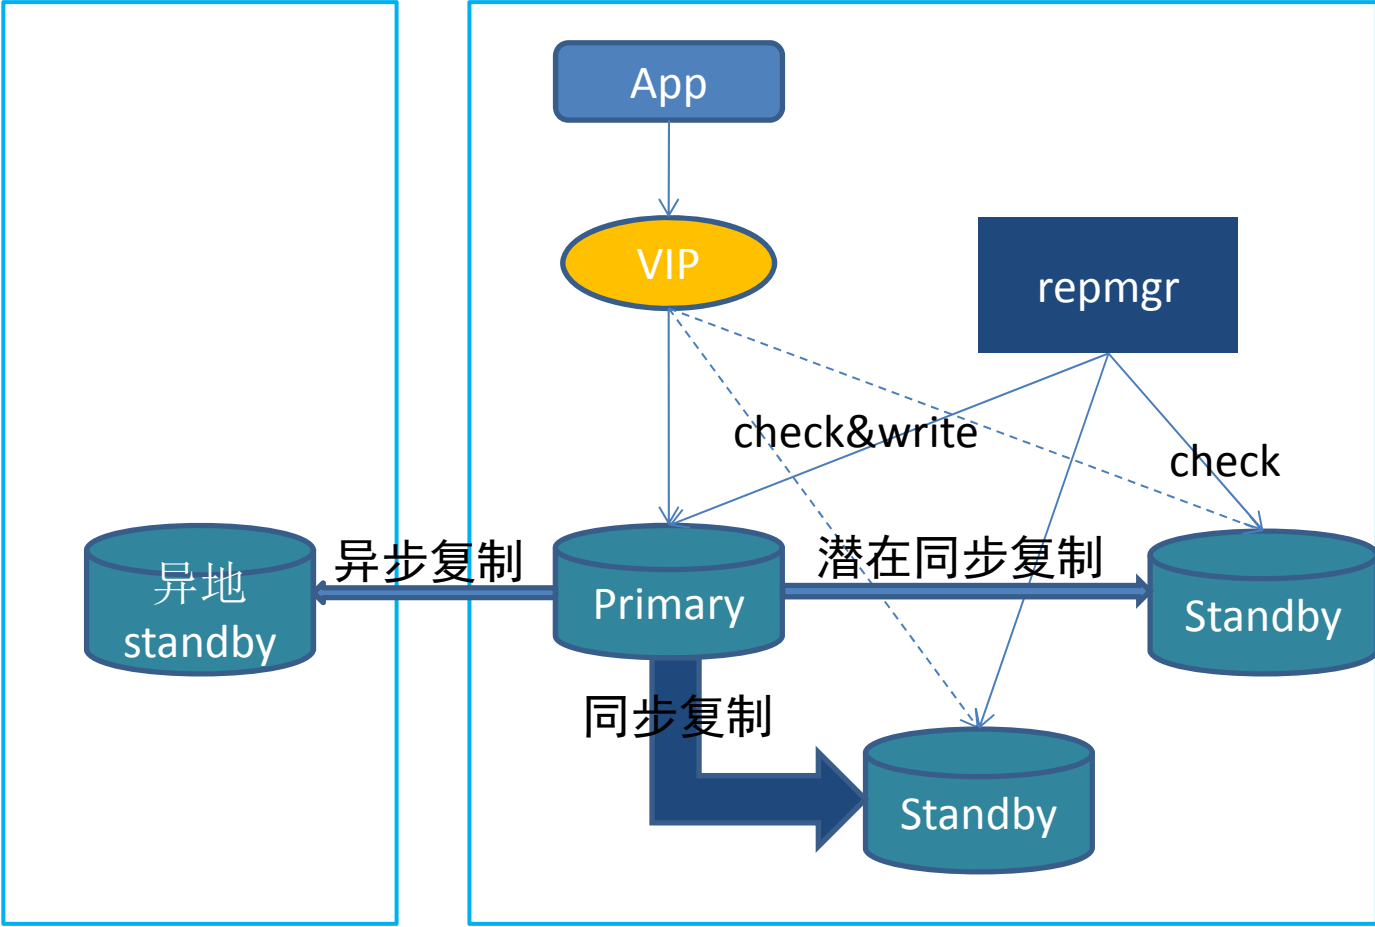 App
VIP
repmgr
check&write
check
异步复制
潜在同步复制
异地
standby
Primary
Standby
同步复制
Standby